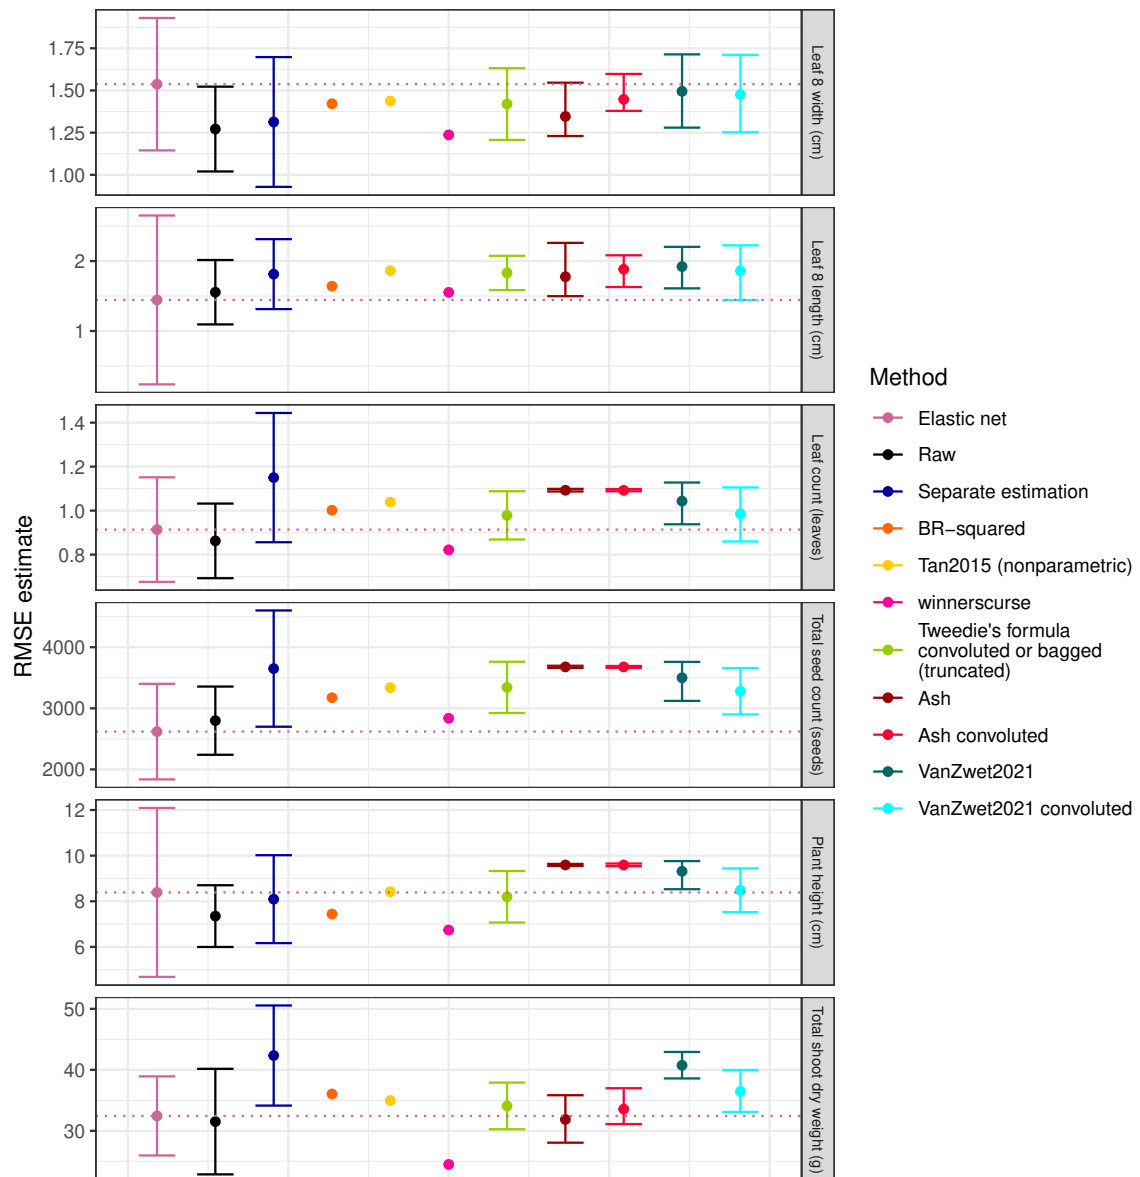 RMSE estimate
1.75
1.50
1.25
1.00
Leaf 8 width (cm)
2
1
Leaf 8 length (cm)
1.4
1.2
1.0
0.8
Leaf count (leaves)
4000
3000
2000
Total seed count (seeds)
12
10
8
6
Plant height (cm)
50
40
30
Total shoot dry weight (g)
Method
Elastic net
Raw
Separate estimation
BR−squared
Tan2015 (nonparametric)
winnerscurse
Tweedie's formula
convoluted or bagged
(truncated)
Ash
Ash convoluted
VanZwet2021
VanZwet2021 convoluted